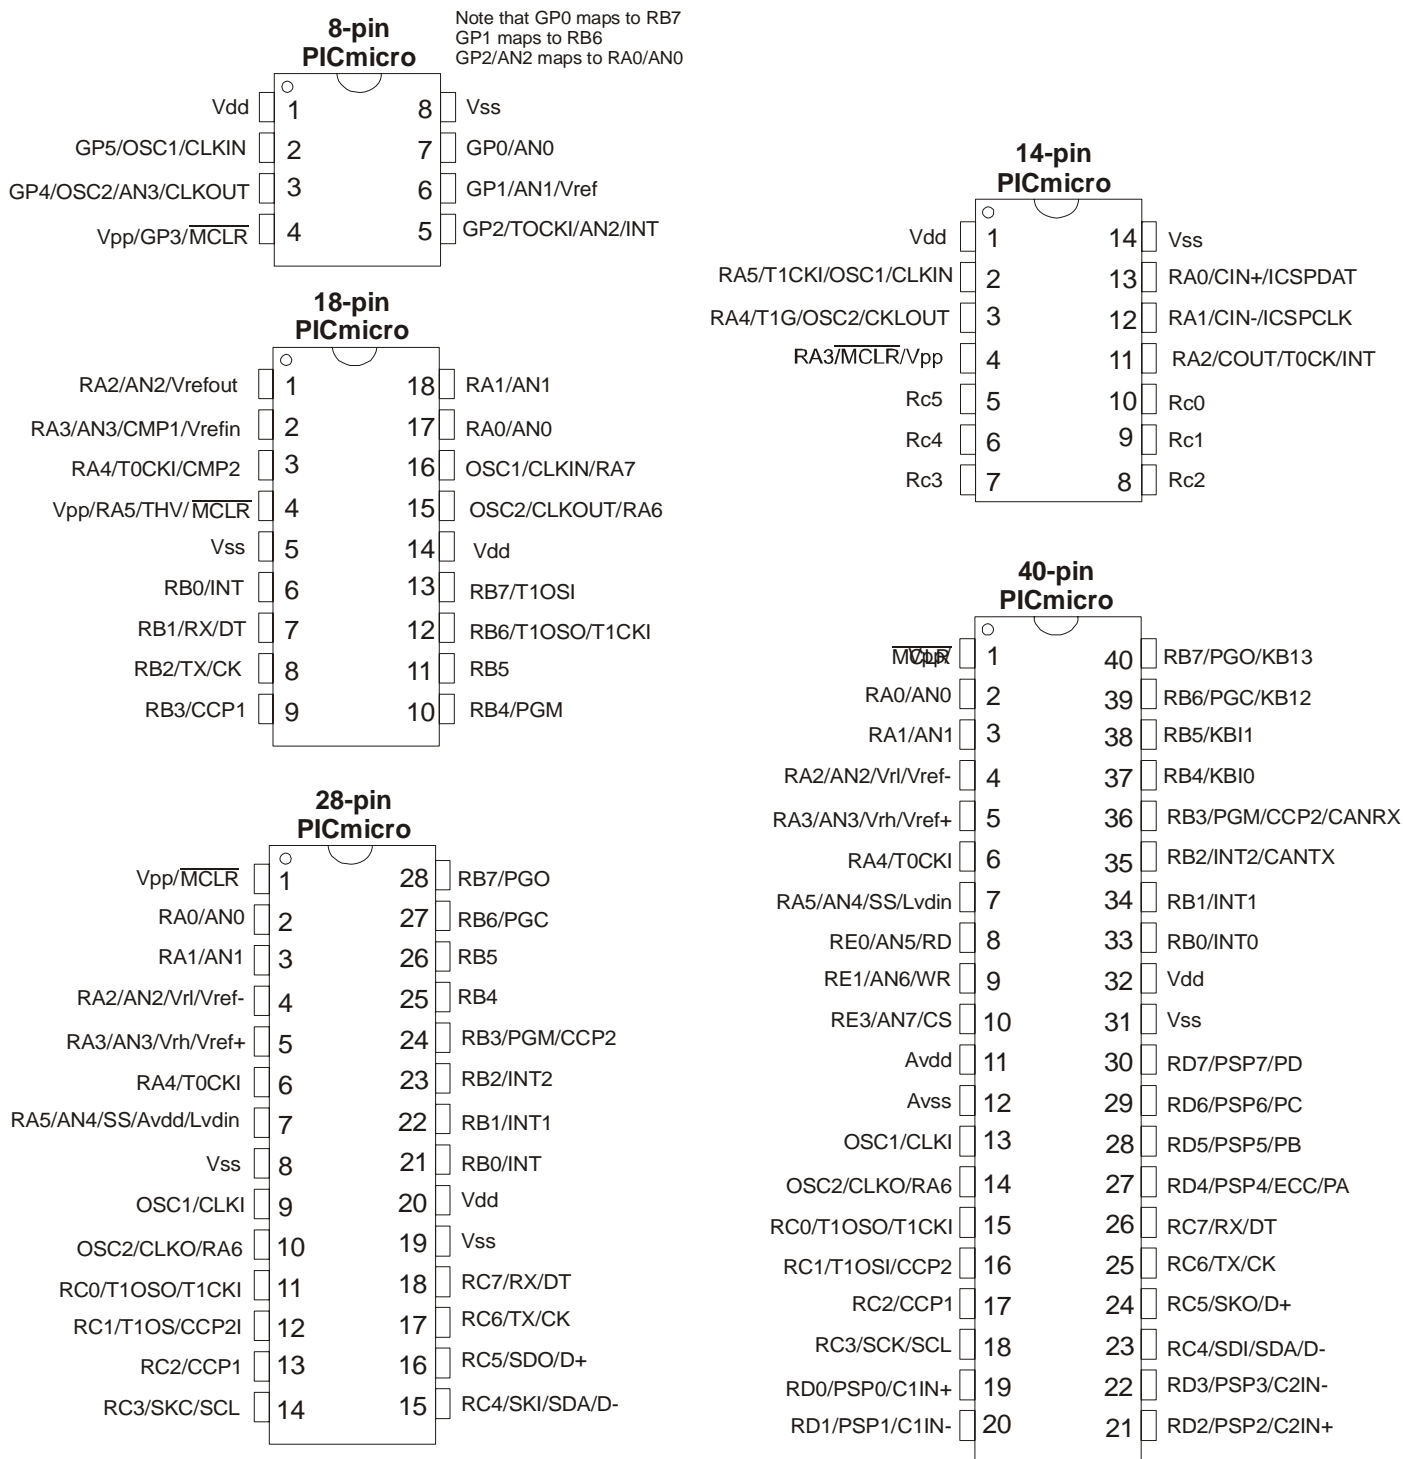 8-pin
PICmicro
Note that GP0 maps to RB7
GP1 maps to RB6
GP2/AN2 maps to RA0/AN0
Vdd 1 8 Vss
GP5/OSC1/CLKIN 2 7 GP0/AN0
GP4/OSC2/AN3/CLKOUT 3 6 GP1/AN1/Vref
Vpp/GP3/MCLR 4 5 GP2/TOCKI/AN2/INT
14-pin
PICmicro
Vdd 1 14 Vss
RA5/T1CKI/OSC1/CLKIN 2 13 RA0/CIN+/ICSPDAT
RA4/T1G/OSC2/CKLOUT 3 12 RA1/CIN-/ICSPCLK
RA3/MCLR/Vpp 4 11 RA2/COUT/T0CK/INT
Rc5 5 10 Rc0
Rc4 6 9 Rc1
Rc3 7 8 Rc2
18-pin
PICmicro
RA2/AN2/Vrefout 1 18 RA1/AN1
RA3/AN3/CMP1/Vrefin 2 17 RA0/AN0
RA4/T0CKI/CMP2 3 16 OSC1/CLKIN/RA7
Vpp/RA5/THV/MCLR 4 15 OSC2/CLKOUT/RA6
Vss 5 14 Vdd
RB0/INT 6 13 RB7/T1OSI
RB1/RX/DT 7 12 RB6/T1OSO/T1CKI
RB2/TX/CK 8 11 RB5
RB3/CCP1 9 10 RB4/PGM
28-pin
PICmicro
Vpp/MCLR 1 28 RB7/PGO
RA0/AN0 2 27 RB6/PGC
RA1/AN1 3 26 RB5
RA2/AN2/Vrl/Vref- 4 25 RB4
RA3/AN3/Vrh/Vref+ 5 24 RB3/PGM/CCP2
RA4/T0CKI 6 23 RB2/INT2
RA5/AN4/SS/Avdd/Lvdin 7 22 RB1/INT1
Vss 8 21 RB0/INT
OSC1/CLKI 9 20 Vdd
OSC2/CLKO/RA6 10 19 Vss
RC0/T1OSO/T1CKI 11 18 RC7/RX/DT
RC1/T1OS/CCP2I 12 17 RC6/TX/CK
RC2/CCP1 13 16 RC5/SDO/D+
RC3/SKC/SCL 14 15 RC4/SKI/SDA/D-
40-pin
PICmicro
1 40 RB7/PGO/KB13
RA0/AN0 2 39 RB6/PGC/KB12
RA1/AN1 3 38 RB5/KBI1
RA2/AN2/Vrl/Vref- 4 37 RB4/KBI0
RA3/AN3/Vrh/Vref+ 5 36 RB3/PGM/CCP2/CANRX
RA4/T0CKI 6 35 RB2/INT2/CANTX
RA5/AN4/SS/Lvdin 7 34 RB1/INT1
RE0/AN5/RD 8 33 RB0/INT0
RE1/AN6/WR 9 32 Vdd
RE3/AN7/CS 10 31 Vss
Avdd 11 30 RD7/PSP7/PD
Avss 12 29 RD6/PSP6/PC
OSC1/CLKI 13 28 RD5/PSP5/PB
OSC2/CLKO/RA6 14 27 RD4/PSP4/ECC/PA
RC0/T1OSO/T1CKI 15 26 RC7/RX/DT
RC1/T1OSI/CCP2 16 25 RC6/TX/CK
RC2/CCP1 17 24 RC5/SKO/D+
RC3/SCK/SCL 18 23 RC4/SDI/SDA/D-
RD0/PSP0/C1IN+ 19 22 RD3/PSP3/C2IN-
RD1/PSP1/C1IN- 20 21 RD2/PSP2/C2IN+